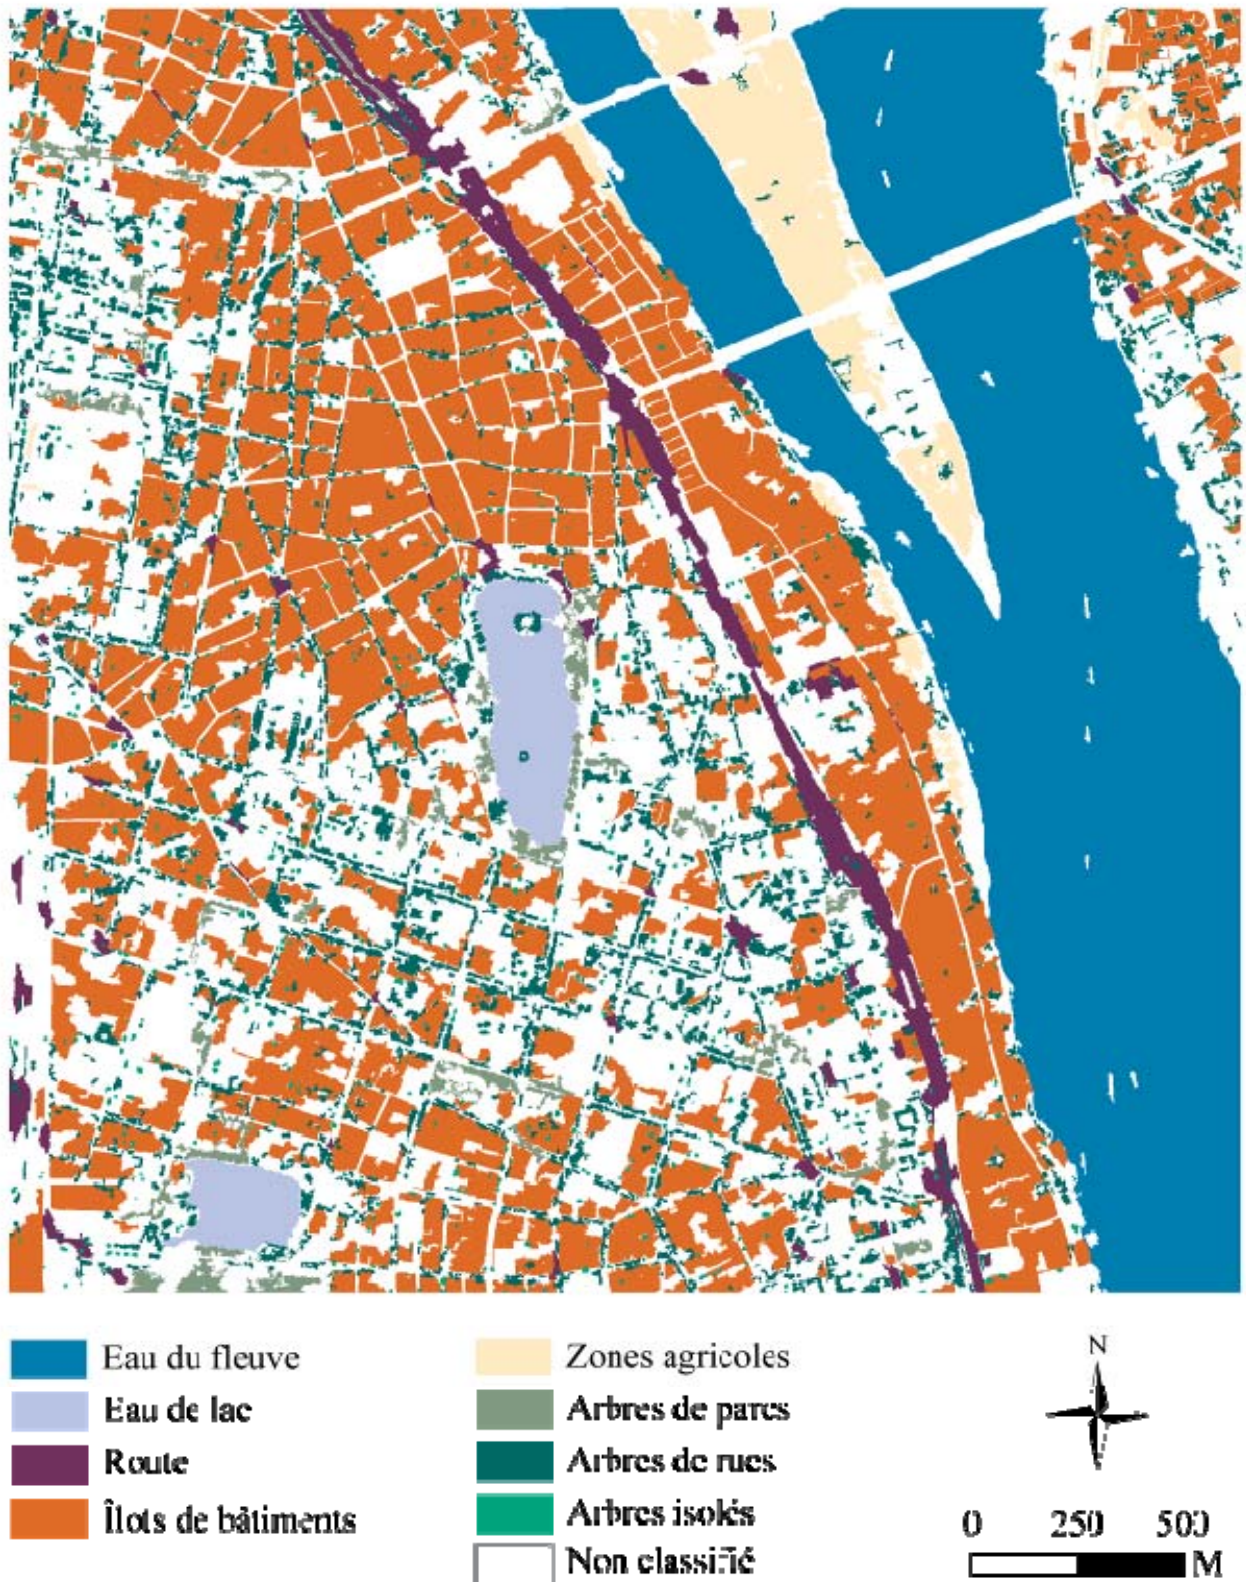 Eau du fleuve
Eau de lac
Route
Îlots de bâtiments
Zones agricoles
Arbres de parcs
Arbres de rues
Arbres isolés
Non classifié
N
0 250 500
M